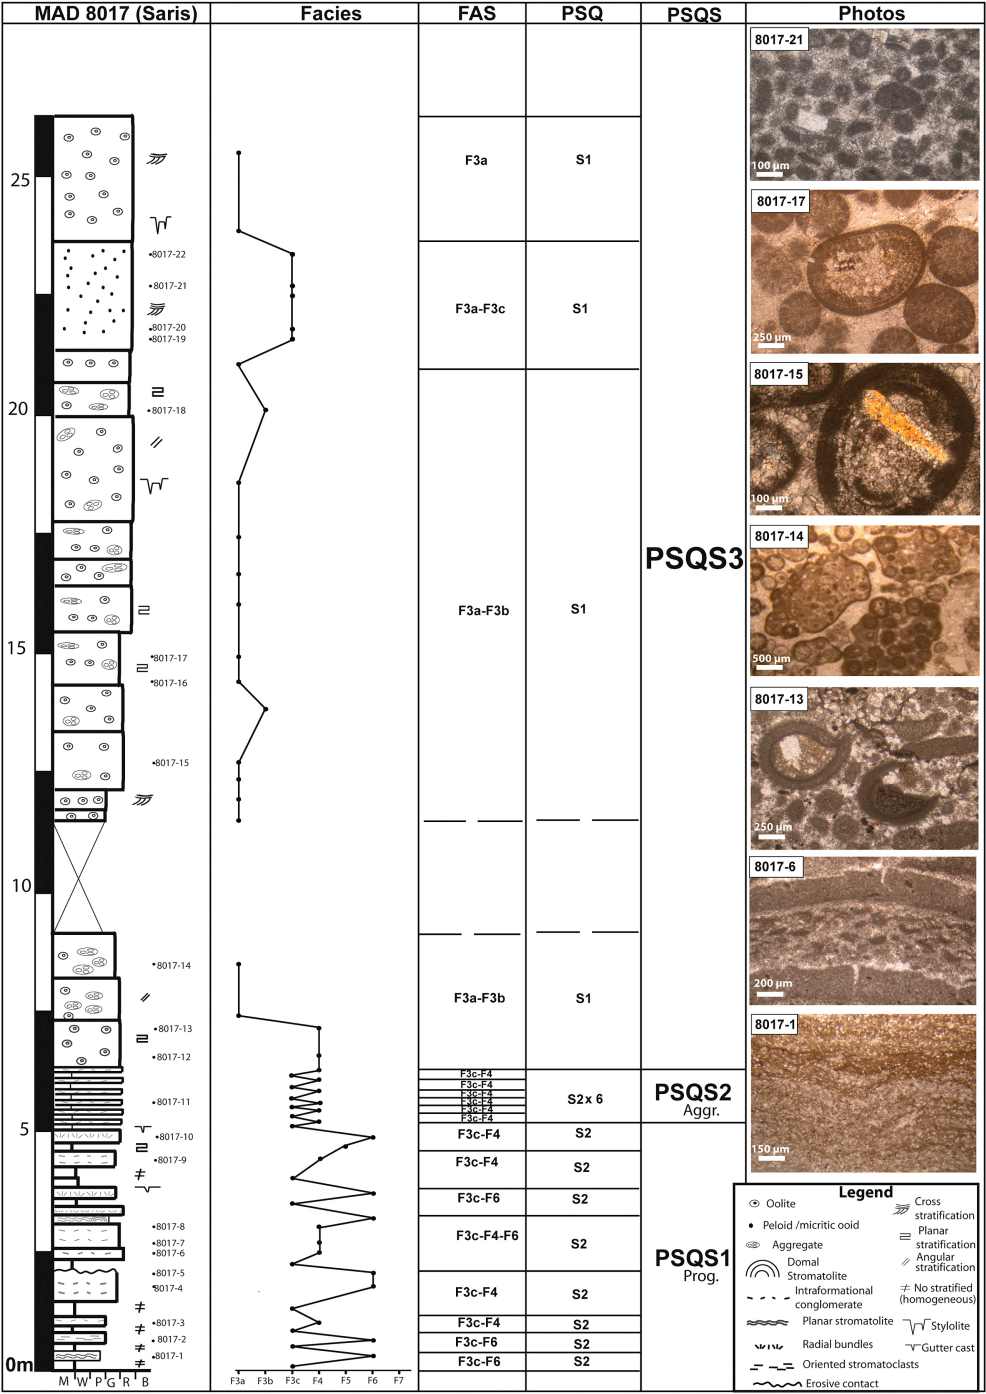 MAD 8017 (Saris)
Facies
FAS
PSQ
PSQS
Photos
25
20
15
10
5
0m
M W P G R B
8017-22
8017-21
8017-20
8017-19
8017-18
8017-17
8017-16
8017-15
8017-14
8017-13
8017-12
8017-11
8017-10
8017-9
8017-8
8017-7
8017-6
8017-5
8017-4
8017-3
8017-2
8017-1
F3a F3b F3c F4 F5 F6 F7
F3a
F3a-F3c
F3a-F3b
F3a-F3b
F3c-F4
F3c-F4
F3c-F4
F3c-F4
F3c-F4
F3c-F4
F3c-F4
F3c-F4
F3c-F6
F3c-F4-F6
F3c-F4
F3c-F4
F3c-F6
F3c-F6
S1
S1
S1
S1
S2 x 6
S2
S2
S2
S2
S2
S2
S2
S2
PSQS3
PSQS2
Aggr.
PSQS1
Prog.
8017-21
100 µm
8017-17
250 µm
8017-15
100 µm
8017-14
500 µm
8017-13
250 µm
8017-6
200 µm
8017-1
150 µm
Legend
Oolite
Peloid /micritic ooid
Aggregate
Domal
Stromatolite
Intraformational
conglomerate
Planar stromatolite
Radial bundles
Oriented stromatoclasts
Erosive contact
Cross
stratification
Planar
stratification
Angular
stratification
No stratified
(homogeneous)
Stylolite
Gutter cast